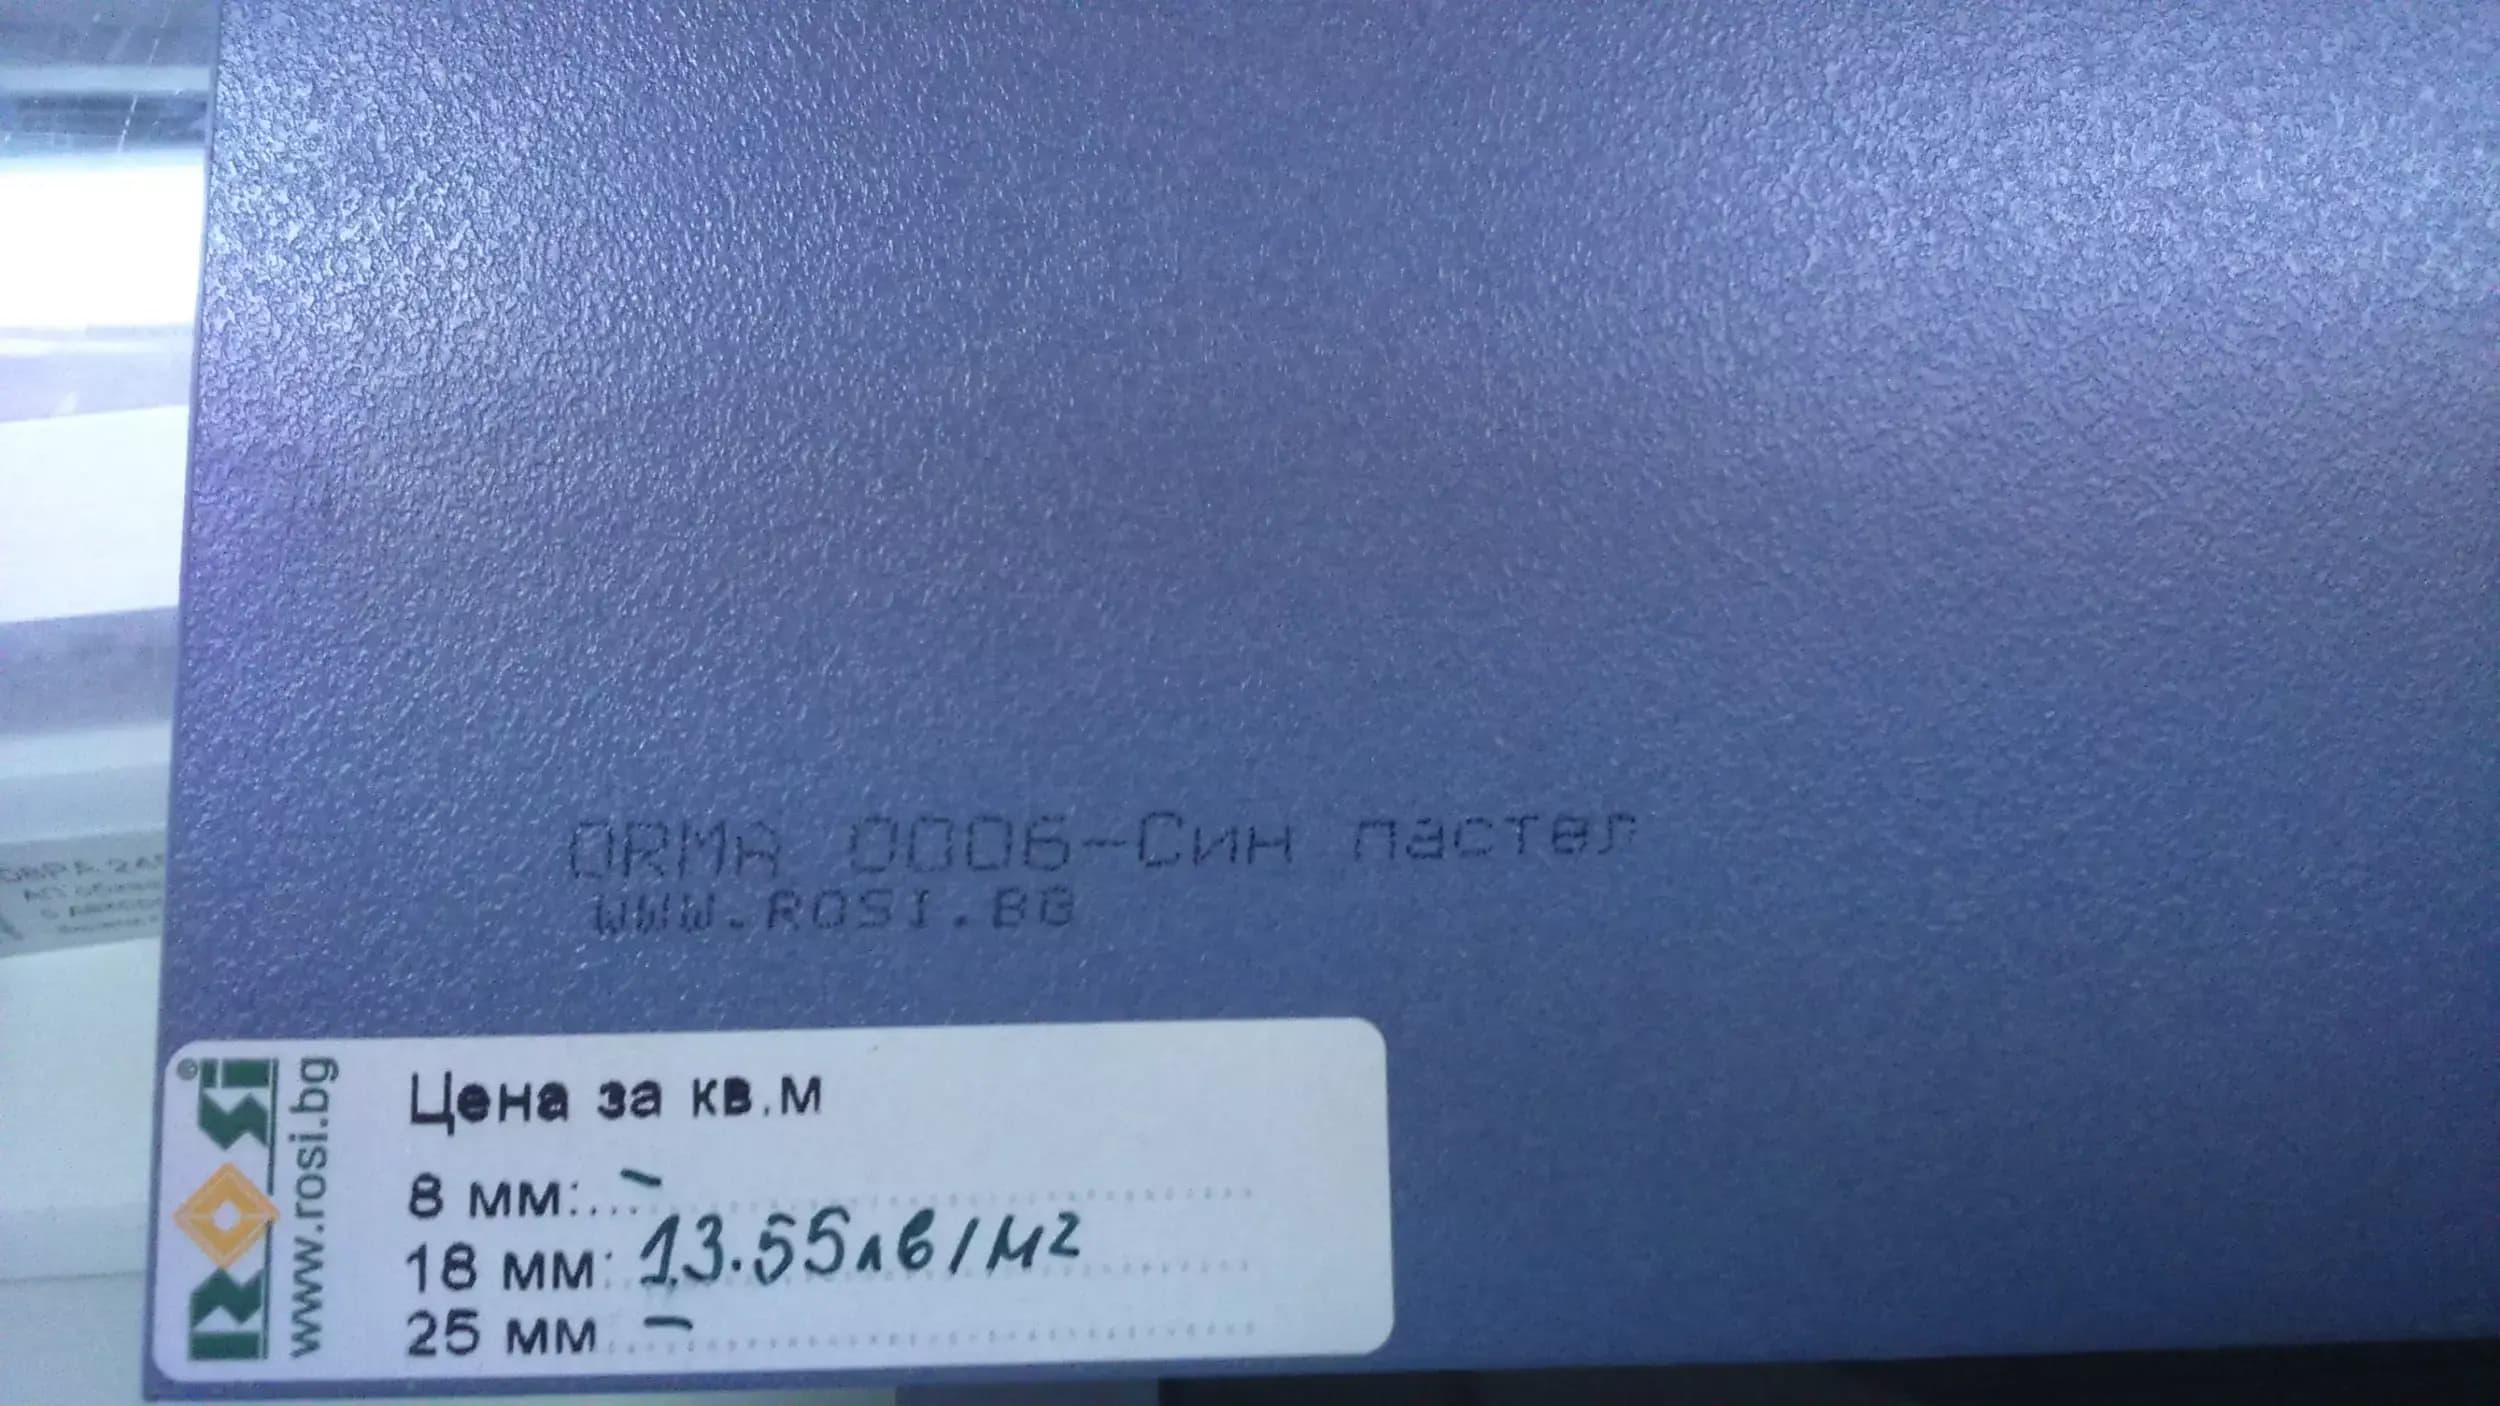 ORMA 0006-Син пастел
WWW.ROSI.BG
ROSI®
www.rosi.bg
Цена за кв.м
8 мм:.... -
18 мм: 13.55лв/м²
25 мм -